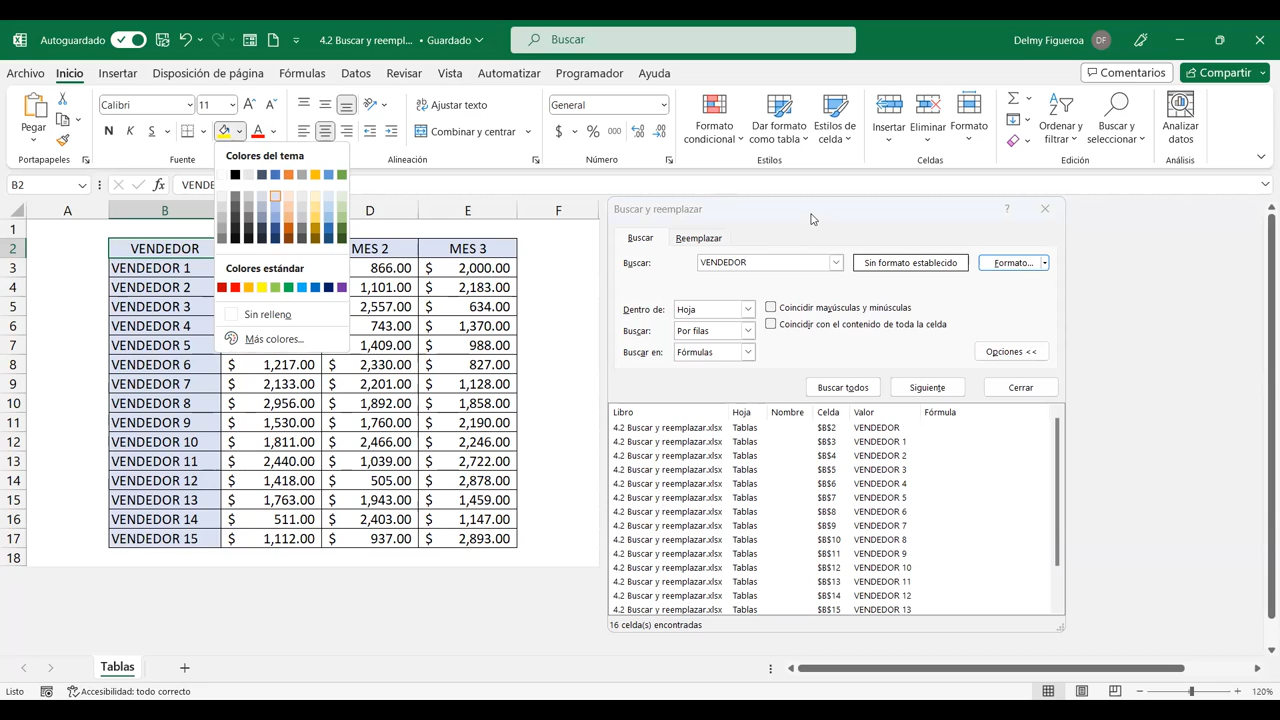 Autoguardado
4.2 Buscar y reempl... • Guardado
Buscar
Delmy Figueroa
DF
Archivo Inicio Insertar Disposición de página Fórmulas Datos Revisar Vista Automatizar Programador Ayuda
Comentarios
Compartir
Pegar
Calibri 11
N K S
Ajustar texto
Combinar y centrar
General
$ % 000
Formato condicional
Dar formato como tabla
Estilos de celda
Insertar
Eliminar
Formato
Ordenar y filtrar
Buscar y seleccionar
Analizar datos
Portapapeles Fuente Alineación Número Estilos Celdas Edición Análisis
B2 fx VENDE
Colores del tema
Colores estándar
Sin relleno
Más colores...
A B D E F
1
2 VENDEDOR MES 2 MES 3
3 VENDEDOR 1 866.00 $ 2,000.00
4 VENDEDOR 2 1,101.00 $ 2,183.00
5 VENDEDOR 3 2,557.00 $ 634.00
6 VENDEDOR 4 743.00 $ 1,370.00
7 VENDEDOR 5 1,409.00 $ 988.00
8 VENDEDOR 6 $ 1,217.00 $ 2,330.00 $ 827.00
9 VENDEDOR 7 $ 2,133.00 $ 2,201.00 $ 1,128.00
10 VENDEDOR 8 $ 2,956.00 $ 1,892.00 $ 1,858.00
11 VENDEDOR 9 $ 1,530.00 $ 1,760.00 $ 2,190.00
12 VENDEDOR 10 $ 1,811.00 $ 2,466.00 $ 2,246.00
13 VENDEDOR 11 $ 2,440.00 $ 1,039.00 $ 2,722.00
14 VENDEDOR 12 $ 1,418.00 $ 505.00 $ 2,878.00
15 VENDEDOR 13 $ 1,763.00 $ 1,943.00 $ 1,459.00
16 VENDEDOR 14 $ 511.00 $ 2,403.00 $ 1,147.00
17 VENDEDOR 15 $ 1,112.00 $ 937.00 $ 2,893.00
18
Buscar y reemplazar ?
Buscar Reemplazar
Buscar: VENDEDOR Sin formato establecido Formato...
Dentro de: Hoja Coincidir mayúsculas y minúsculas
Buscar: Por filas Coincidir con el contenido de toda la celda
Buscar en: Fórmulas Opciones <<
Buscar todos Siguiente Cerrar
Libro Hoja Nombre Celda Valor Fórmula
4.2 Buscar y reemplazar.xlsx Tablas $B$2 VENDEDOR
4.2 Buscar y reemplazar.xlsx Tablas $B$3 VENDEDOR 1
4.2 Buscar y reemplazar.xlsx Tablas $B$4 VENDEDOR 2
4.2 Buscar y reemplazar.xlsx Tablas $B$5 VENDEDOR 3
4.2 Buscar y reemplazar.xlsx Tablas $B$6 VENDEDOR 4
4.2 Buscar y reemplazar.xlsx Tablas $B$7 VENDEDOR 5
4.2 Buscar y reemplazar.xlsx Tablas $B$8 VENDEDOR 6
4.2 Buscar y reemplazar.xlsx Tablas $B$9 VENDEDOR 7
4.2 Buscar y reemplazar.xlsx Tablas $B$10 VENDEDOR 8
4.2 Buscar y reemplazar.xlsx Tablas $B$11 VENDEDOR 9
4.2 Buscar y reemplazar.xlsx Tablas $B$12 VENDEDOR 10
4.2 Buscar y reemplazar.xlsx Tablas $B$13 VENDEDOR 11
4.2 Buscar y reemplazar.xlsx Tablas $B$14 VENDEDOR 12
4.2 Buscar y reemplazar.xlsx Tablas $B$15 VENDEDOR 13
16 celda(s) encontradas
Tablas
Listo
Accesibilidad: todo correcto
120%